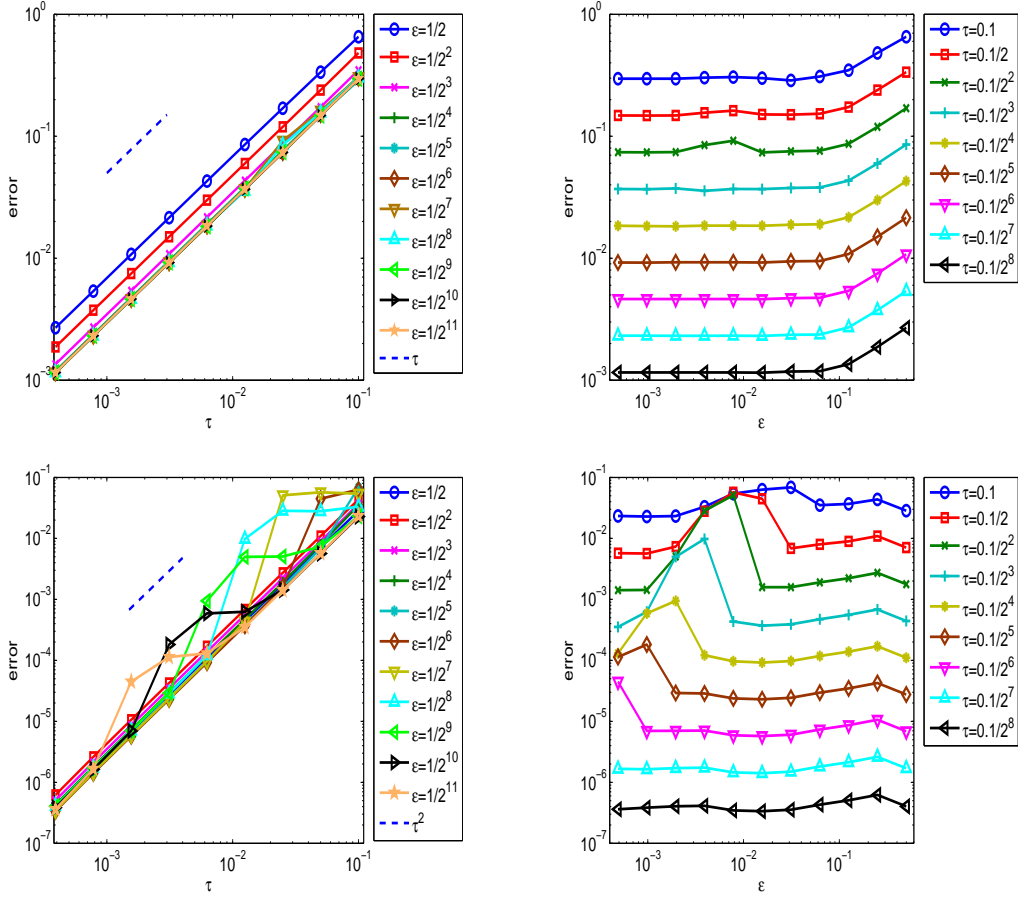 10^0
10^-1
10^-2
10^-3
error
10^-3
10^-2
10^-1
τ
ε=1/2
ε=1/2^2
ε=1/2^3
ε=1/2^4
ε=1/2^5
ε=1/2^6
ε=1/2^7
ε=1/2^8
ε=1/2^9
ε=1/2^10
ε=1/2^11
τ
10^0
10^-1
10^-2
10^-3
error
10^-3
10^-2
10^-1
ε
τ=0.1
τ=0.1/2
τ=0.1/2^2
τ=0.1/2^3
τ=0.1/2^4
τ=0.1/2^5
τ=0.1/2^6
τ=0.1/2^7
τ=0.1/2^8
10^-1
10^-2
10^-3
10^-4
10^-5
10^-6
10^-7
error
10^-3
10^-2
10^-1
τ
ε=1/2
ε=1/2^2
ε=1/2^3
ε=1/2^4
ε=1/2^5
ε=1/2^6
ε=1/2^7
ε=1/2^8
ε=1/2^9
ε=1/2^10
ε=1/2^11
τ^2
10^-1
10^-2
10^-3
10^-4
10^-5
10^-6
10^-7
error
10^-3
10^-2
10^-1
ε
τ=0.1
τ=0.1/2
τ=0.1/2^2
τ=0.1/2^3
τ=0.1/2^4
τ=0.1/2^5
τ=0.1/2^6
τ=0.1/2^7
τ=0.1/2^8